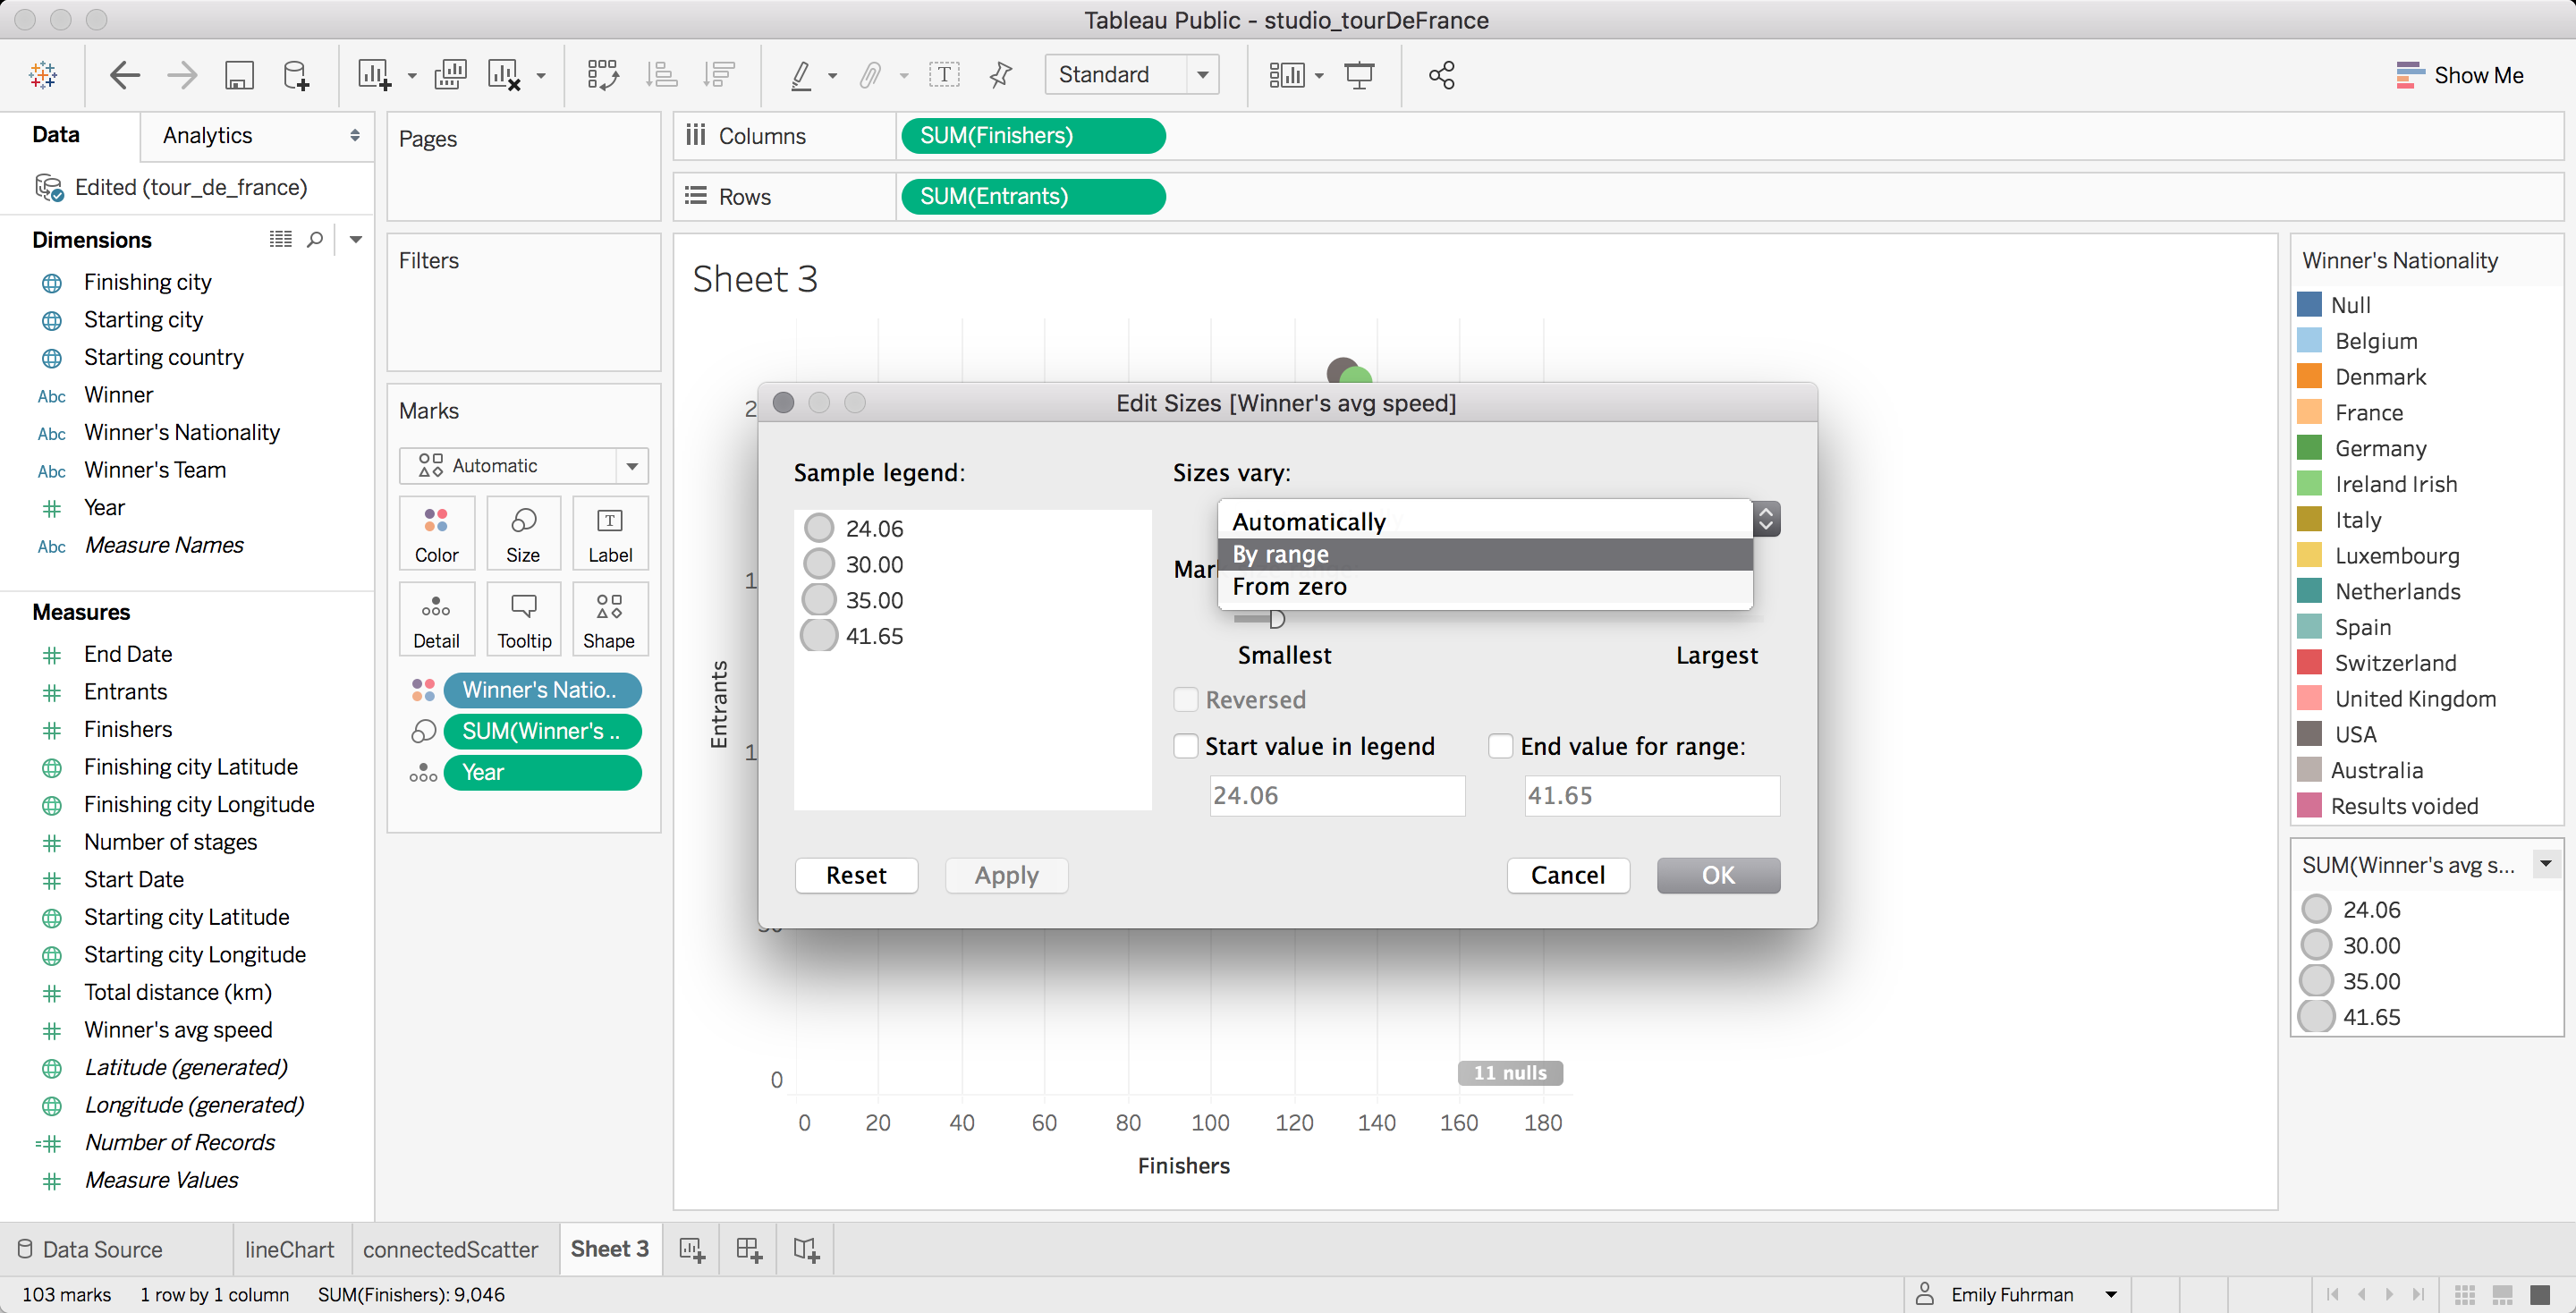 Tableau Public - studio_tourDeFrance
Standard
Show Me
Data
Analytics
Edited (tour_de_france)
Dimensions
Finishing city
Starting city
Starting country
Abc Winner
Abc Winner's Nationality
Abc Winner's Team
Year
Abc Measure Names
Measures
End Date
Entrants
Finishers
Finishing city Latitude
Finishing city Longitude
Number of stages
Start Date
Starting city Latitude
Starting city Longitude
Total distance (km)
Winner's avg speed
Latitude (generated)
Longitude (generated)
Number of Records
Measure Values
Pages
Filters
Marks
Automatic
Color
Size
Label
Detail
Tooltip
Shape
Winner's Natio..
SUM(Winner's ..
Year
Columns
SUM(Finishers)
Rows
SUM(Entrants)
Sheet 3
Entrants
0
0 20 40 60 80 100 120 140 160 180
Finishers
11 nulls
Edit Sizes [Winner's avg speed]
Sample legend:
24.06
30.00
35.00
41.65
Sizes vary:
Automatically
By range
From zero
Mar
Smallest
Largest
Reversed
Start value in legend
24.06
End value for range:
41.65
Reset
Apply
Cancel
OK
Winner's Nationality
Null
Belgium
Denmark
France
Germany
Ireland Irish
Italy
Luxembourg
Netherlands
Spain
Switzerland
United Kingdom
USA
Australia
Results voided
SUM(Winner's avg s...
24.06
30.00
35.00
41.65
Data Source
lineChart
connectedScatter
Sheet 3
103 marks
1 row by 1 column
SUM(Finishers): 9,046
Emily Fuhrman